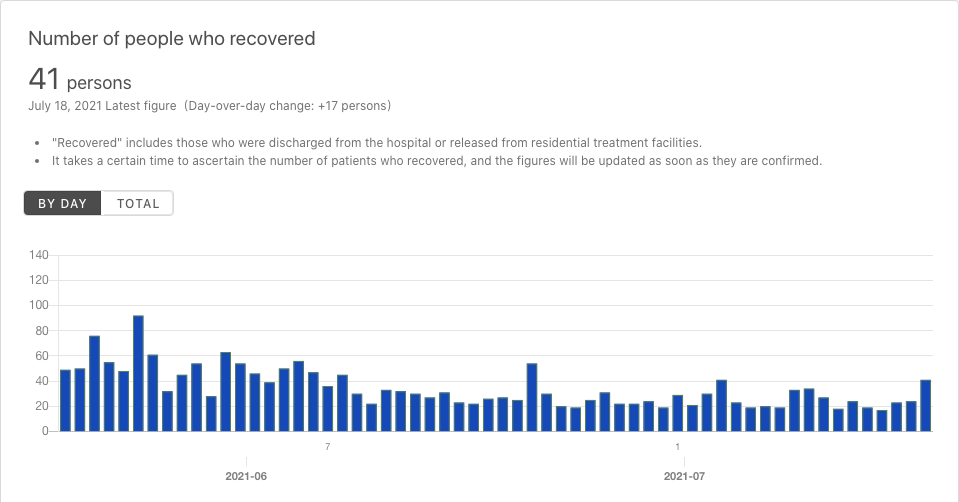 Number of people who recovered
41 persons
July 18, 2021 Latest figure (Day-over-day change: +17 persons)
• "Recovered" includes those who were discharged from the hospital or released from residential treatment facilities.
• It takes a certain time to ascertain the number of patients who recovered, and the figures will be updated as soon as they are confirmed.
BY DAY TOTAL
140
120
100
80
60
40
20
0
7 1
2021-06 2021-07